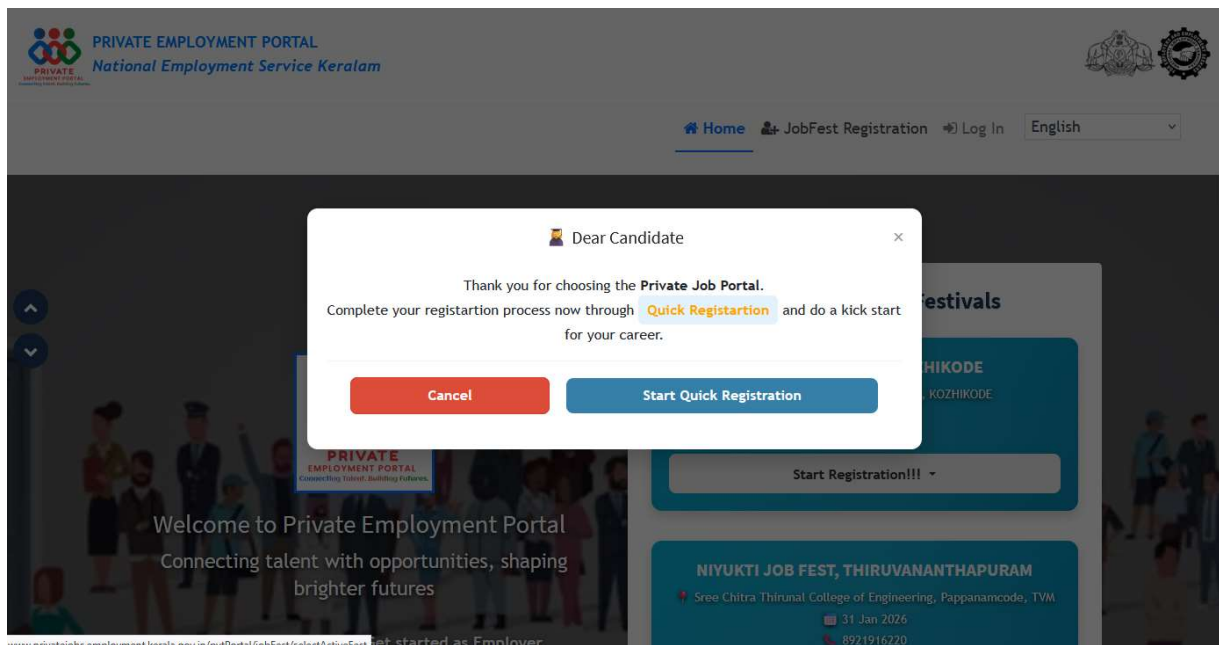 PRIVATE EMPLOYMENT PORTAL
National Employment Service Keralam
PRIVATE
EMPLOYMENT PORTAL
Home JobFest Registration Log In English
Dear Candidate ×
Thank you for choosing the Private Job Portal.
Complete your registartion process now through Quick Registartion and do a kick start
for your career.
Cancel Start Quick Registration
estivals
HIKODE
, KOZHIKODE
Start Registration!!!
PRIVATE
EMPLOYMENT PORTAL
Connecting Talent, Building Futures.
Welcome to Private Employment Portal
Connecting talent with opportunities, shaping
brighter futures
NIYUKTI JOB FEST, THIRUVANANTHAPURAM
Sree Chitra Thirunal College of Engineering, Pappanamcode, TVM
31 Jan 2026
8921916220
et started as Employer